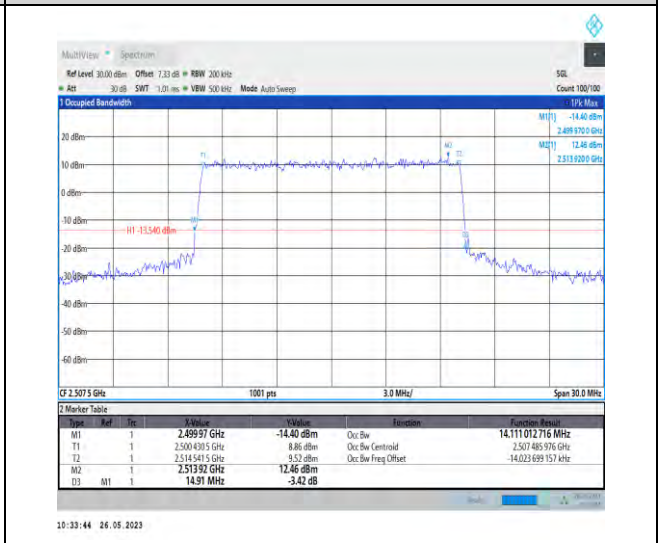 MultiView Spectrum
Ref Level 30.00 dBm Offset 7.33 dB RBW 200 kHz SGL
Att 30 dB SWT 1.01 ms VBW 500 kHz Mode Auto Sweep Count 100/100
1 Occupied Bandwidth 1Pk Max
M1[1] -14.40 dBm
2.499 970 0 GHz
M2[1] 12.46 dBm
2.513 920 0 GHz
20 dBm
M2
T1 T2
10 dBm
0 dBm
-10 dBm
H1 -13.540 dBm
-20 dBm
-30 dBm
-40 dBm
-50 dBm
-60 dBm
CF 2.507 5 GHz 1001 pts 3.0 MHz/ Span 30.0 MHz
2 Marker Table
Type Ref Trc X-Value Y-Value Function Function Result
M1 1 2.499 97 GHz -14.40 dBm Occ Bw 14.111 012 716 MHz
T1 1 2.500 430 5 GHz 8.86 dBm Occ Bw Centroid 2.507 485 976 GHz
T2 1 2.514 541 5 GHz 9.52 dBm Occ Bw Freq Offset -14.023 699 157 kHz
M2 1 2.513 92 GHz 12.46 dBm
D3 M1 1 14.91 MHz -3.42 dB
10:33:44 26.05.2023